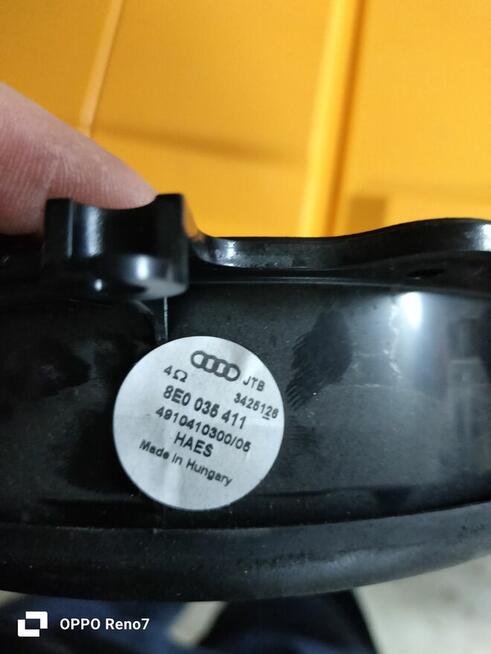 JTB
4Ω 3425126
8E0 035 411
4910410300/05
HAES
Made in Hungary
OPPO Reno7